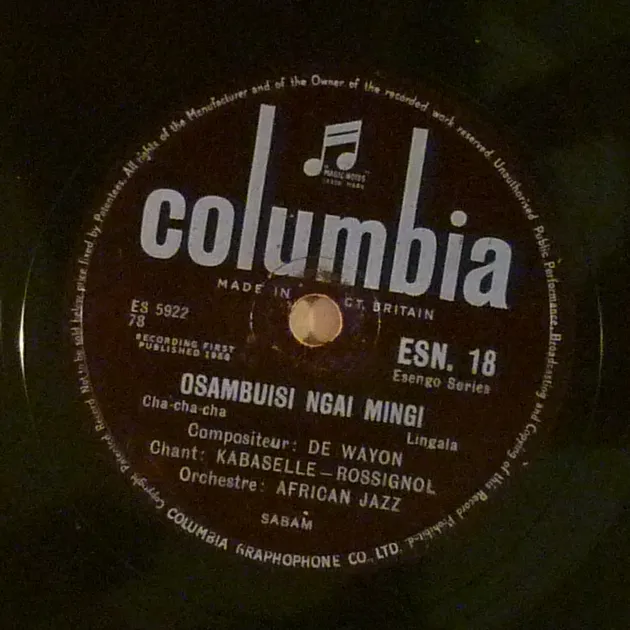 All rights of the Manufacturer and of the Owner of the recorded work reserved. Unauthorised Public Performance, Broadcasting and Copying of this Record Prohibited.
"MAGIC NOTES"
TRADE MARK
columbia
MADE IN GT. BRITAIN
ES 5922
78
RECORDING FIRST
PUBLISHED
ESN. 18
Esengo Series
OSAMBUISI NGAI MINGI
Cha-cha-cha
Lingala
Compositeur: DE WAYON
Chant: KABASELLE–ROSSIGNOL
Orchestre: AFRICAN JAZZ
SABAM
Copyright Patented Record. Not to be sold below price fixed by Patentees.
COLUMBIA GRAPHOPHONE CO., LTD.